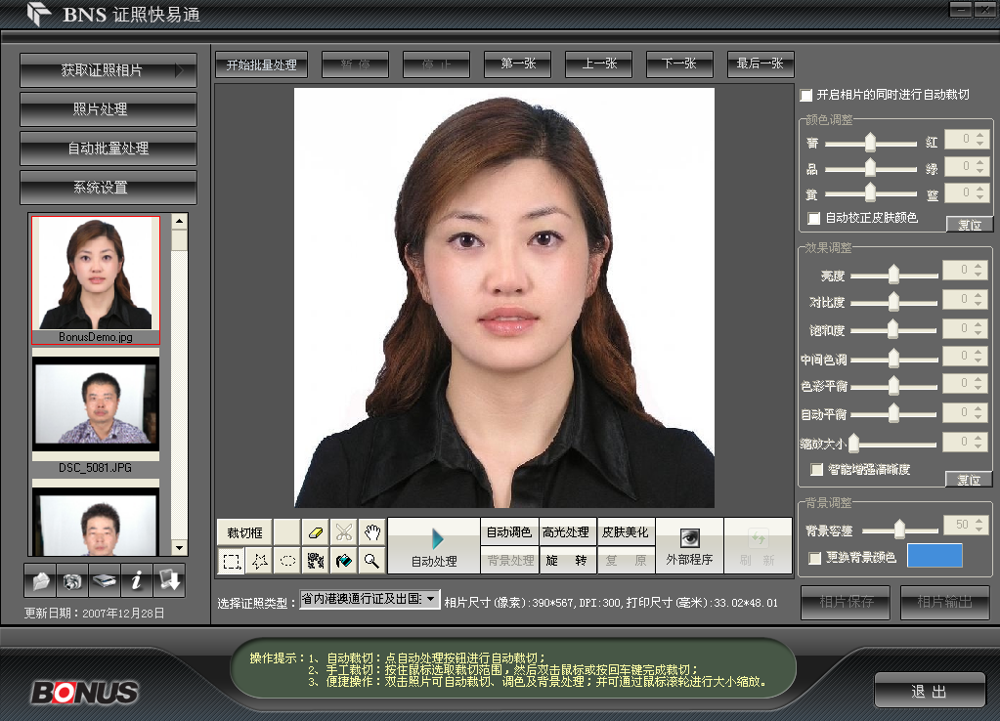 BNS 证照快易通
获取证照相片
照片处理
自动批量处理
系统设置
BonusDemo.jpg
DSC_5081.JPG
更新日期：2007年12月28日
开始批量处理 暂 停 停 止 第一张 上一张 下一张 最后一张
裁切框
自动处理
自动调色 高光处理 皮肤美化
背景处理 旋 转 复 原
外部程序
刷 新
选择证照类型： 省内港澳通行证及出国: 相片尺寸(像素):390*567,DPI:300,打印尺寸(毫米):33.02*48.01
开启相片的同时进行自动裁切
颜色调整
青 红 0
品 绿 0
黄 蓝 0
自动校正皮肤颜色
复位
效果调整
亮度 0
对比度 0
饱和度 0
中间色调 0
色彩平衡 0
自动平衡 0
缩放大小 0
智能增强清晰度
复位
背景调整
背景容差 50
更换背景颜色
相片保存 相片输出
操作提示：1、自动裁切：点自动处理按钮进行自动裁切；
2、手工裁切：按住鼠标选取裁切范围，然后双击鼠标或按回车键完成裁切；
3、便捷操作：双击照片可自动裁切、调色及背景处理；并可通过鼠标滚轮进行大小缩放。
BONUS
退 出